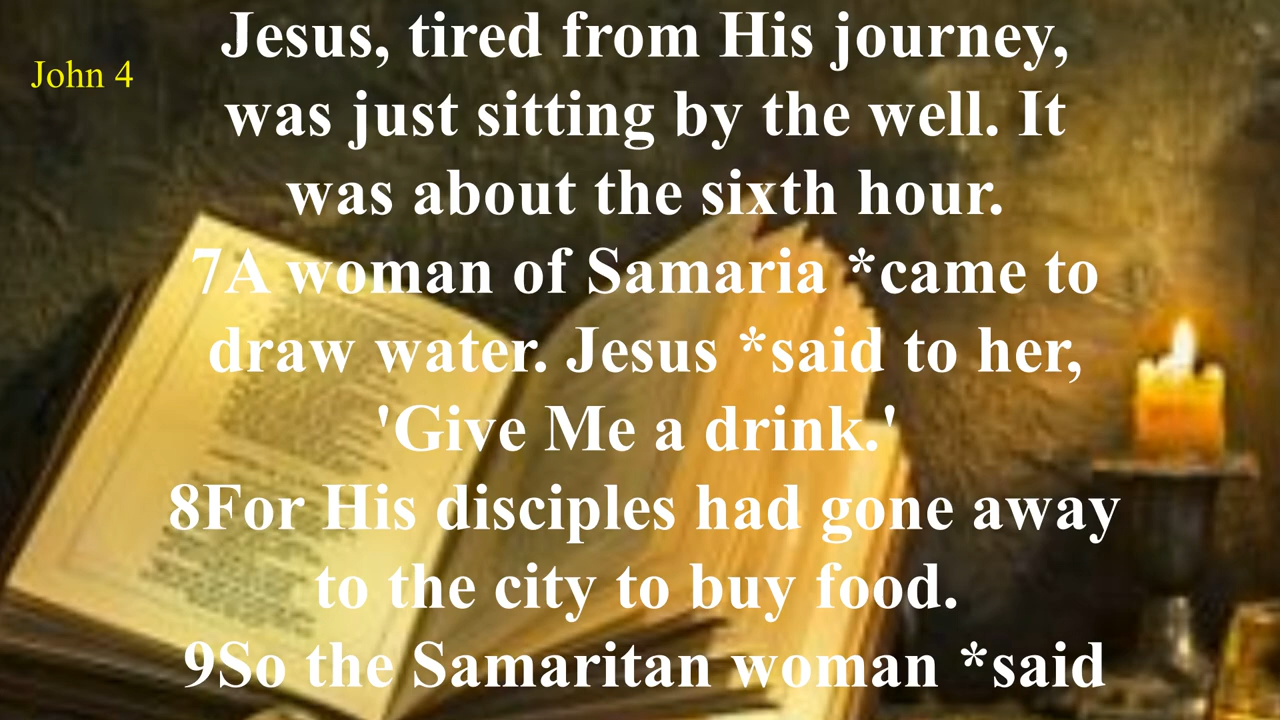 John 4
Jesus, tired from His journey,
was just sitting by the well. It
was about the sixth hour.
7A woman of Samaria *came to
draw water. Jesus *said to her,
'Give Me a drink.'
8For His disciples had gone away
to the city to buy food.
9So the Samaritan woman *said